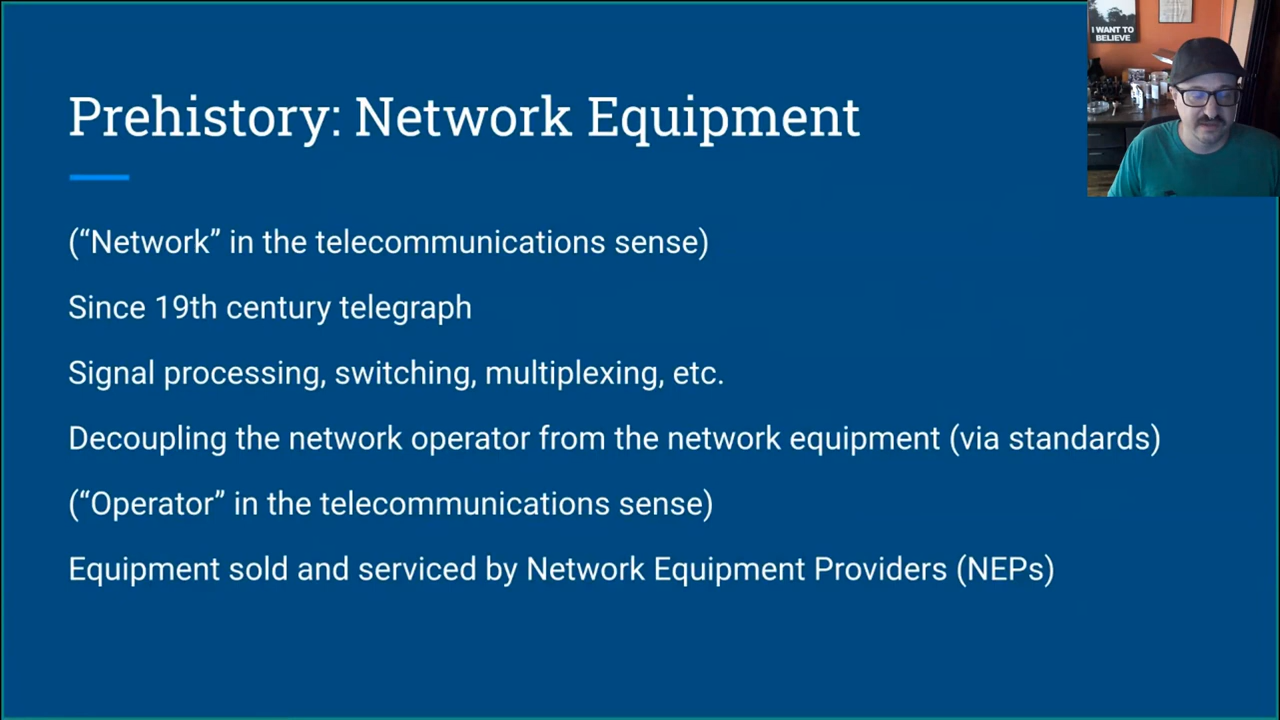 Prehistory: Network Equipment
(“Network” in the telecommunications sense)
Since 19th century telegraph
Signal processing, switching, multiplexing, etc.
Decoupling the network operator from the network equipment (via standards)
(“Operator” in the telecommunications sense)
Equipment sold and serviced by Network Equipment Providers (NEPs)
I WANT TO
BELIEVE